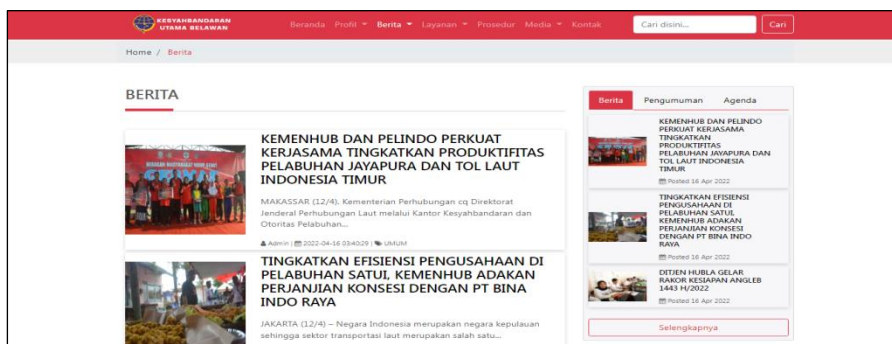 KESYAHBANDARAN
UTAMA BELAWAN
Beranda Profil Berita Layanan Prosedur Media Kontak
Cari disini...
Cari
Home / Berita
BERITA
KEMENHUB DAN PELINDO PERKUAT
KERJASAMA TINGKATKAN PRODUKTIFITAS
PELABUHAN JAYAPURA DAN TOL LAUT
INDONESIA TIMUR
MAKASSAR (12/4). Kementerian Perhubungan cq Direktorat
Jenderal Perhubungan Laut melalui Kantor Kesyahbandaran dan
Otoritas Pelabuhan...
Admin | 2022-04-16 03:40:29 | UMUM
TINGKATKAN EFISIENSI PENGUSAHAAN DI
PELABUHAN SATUI, KEMENHUB ADAKAN
PERJANJIAN KONSESI DENGAN PT BINA
INDO RAYA
JAKARTA (12/4) – Negara Indonesia merupakan negara kepulauan
sehingga sektor transportasi laut merupakan salah satu...
Berita Pengumuman Agenda
KEMENHUB DAN PELINDO
PERKUAT KERJASAMA
TINGKATKAN
PRODUKTIFITAS
PELABUHAN JAYAPURA DAN
TOL LAUT INDONESIA
TIMUR
Posted 16 Apr 2022
TINGKATKAN EFISIENSI
PENGUSAHAAN DI
PELABUHAN SATUI,
KEMENHUB ADAKAN
PERJANJIAN KONSESI
DENGAN PT BINA INDO
RAYA
Posted 16 Apr 2022
DITJEN HUBLA GELAR
RAKOR KESIAPAN ANGLEB
1443 H/2022
Posted 16 Apr 2022
Selengkapnya